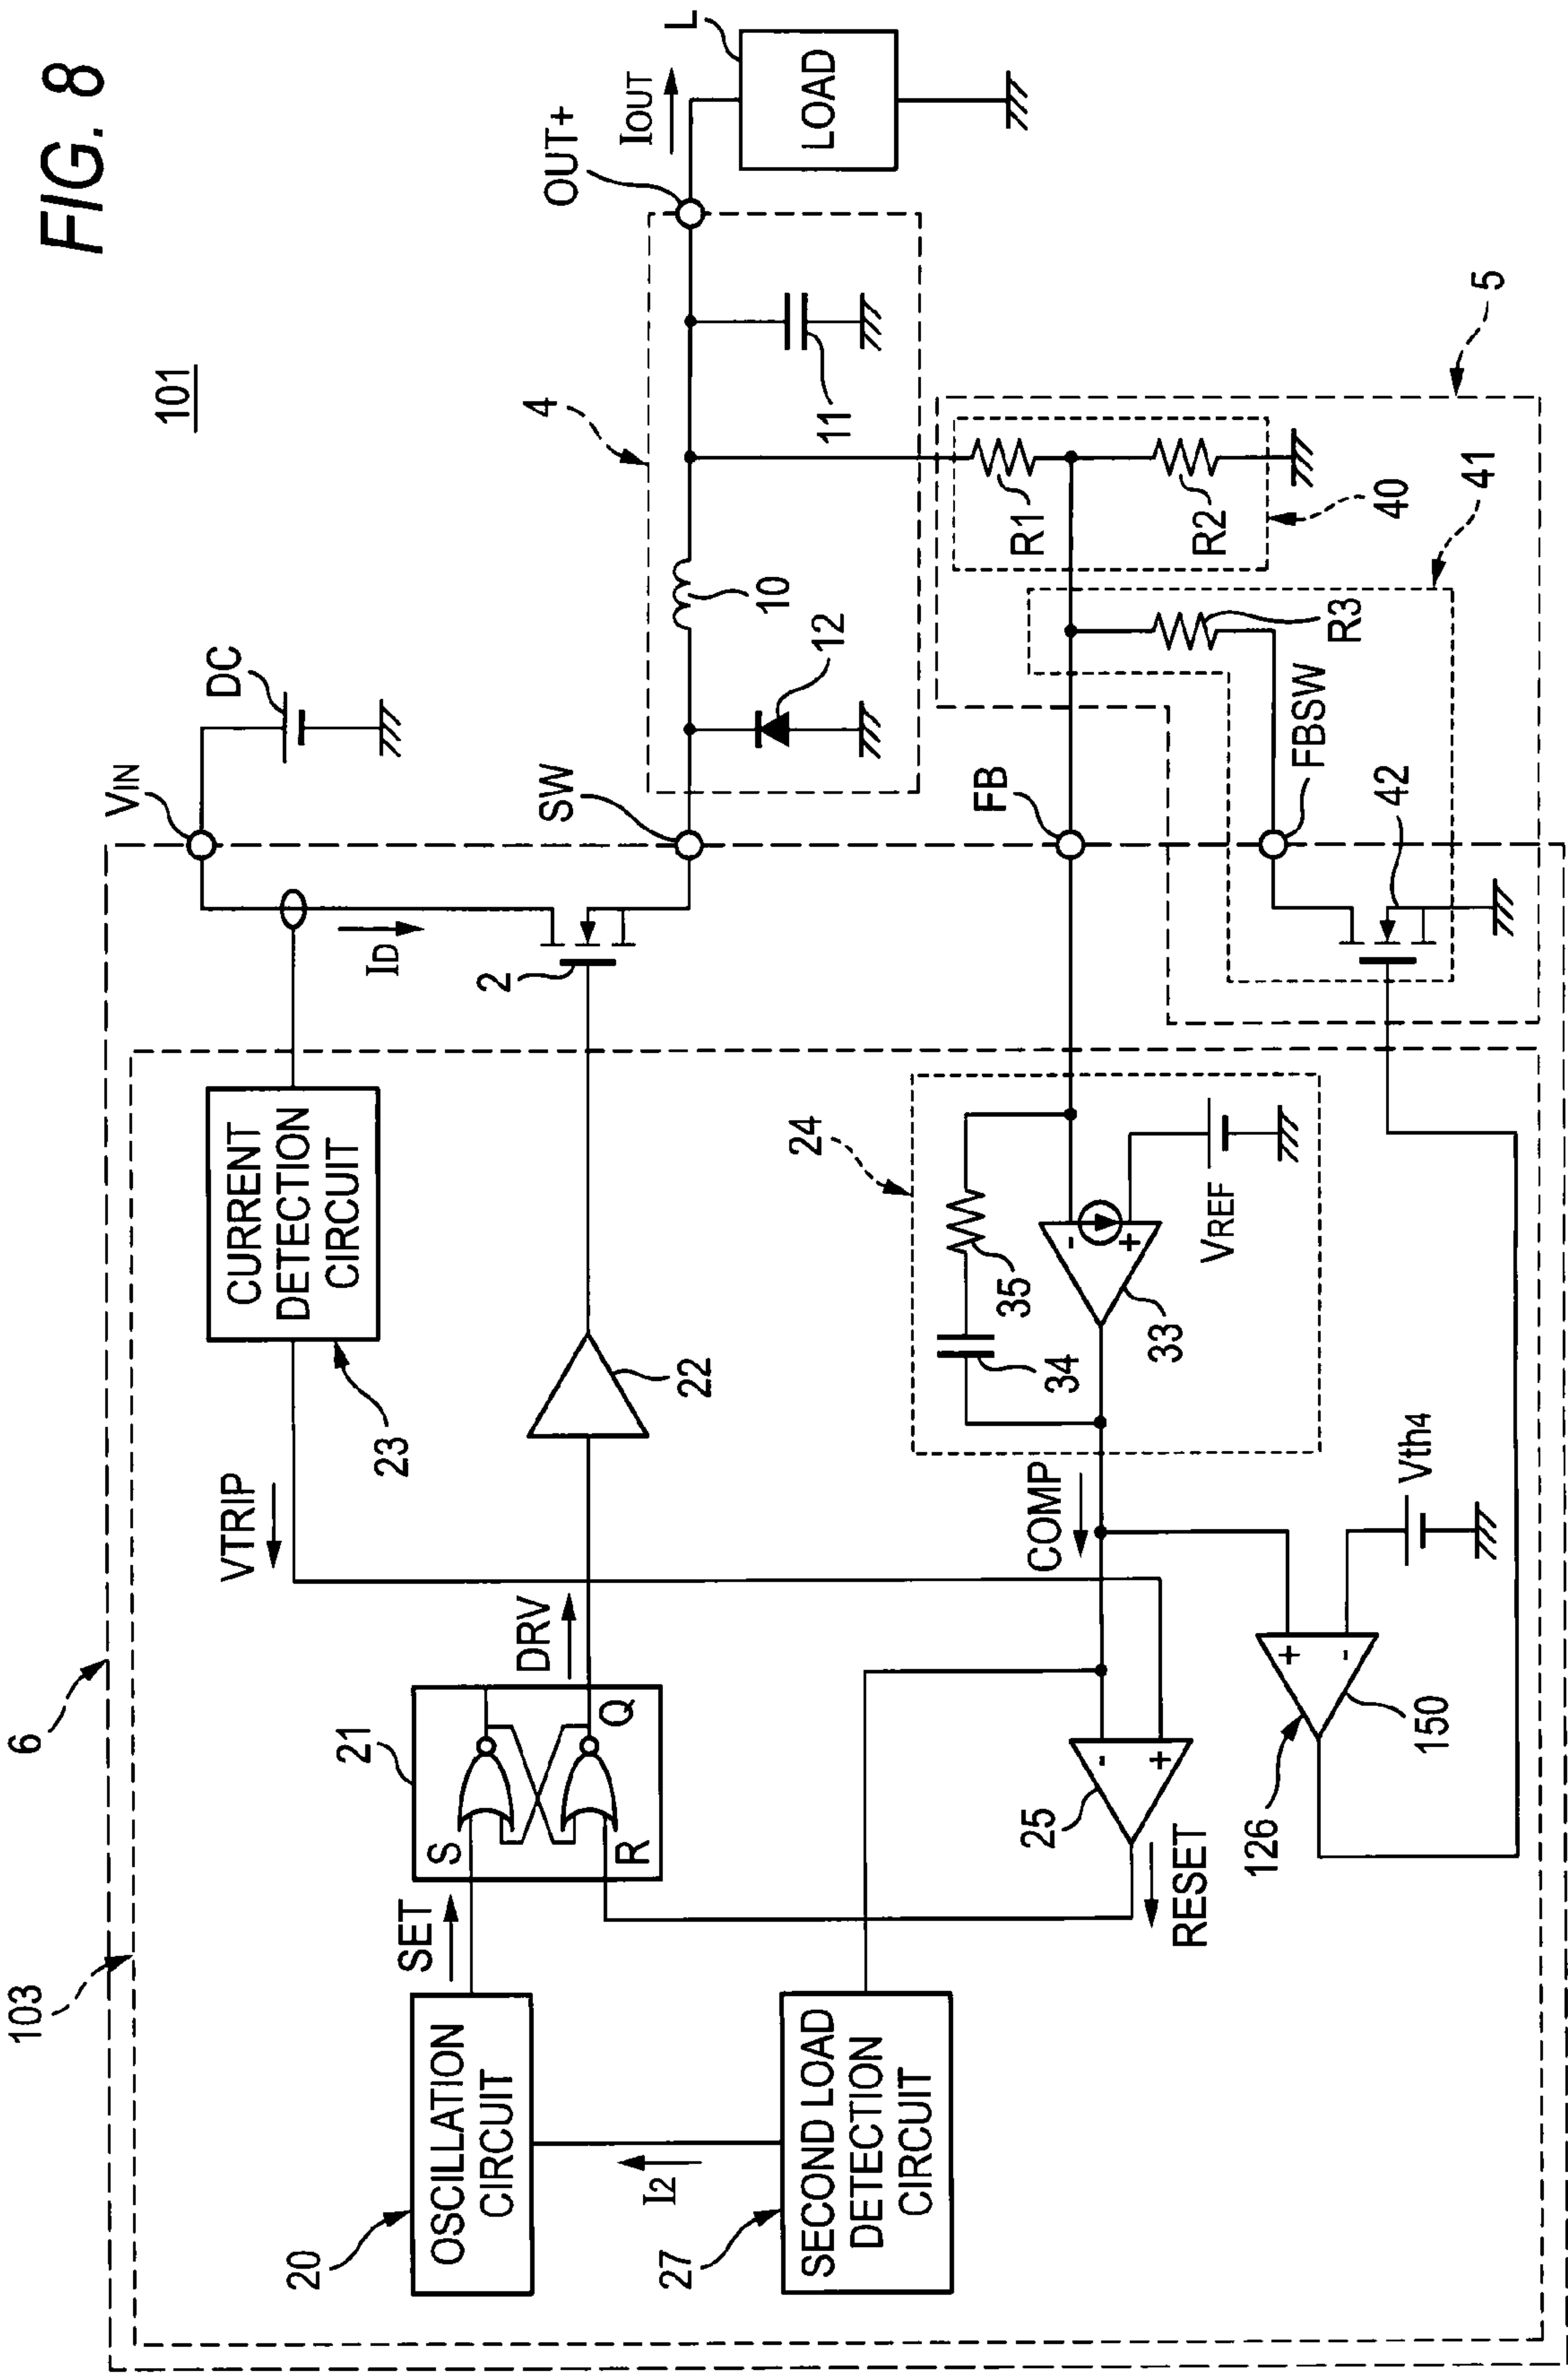 FIG. 8
101
6
103
20
OSCILLATION
CIRCUIT
SET
21
S
R
Q
DRV
VTRIP
23
CURRENT
DETECTION
CIRCUIT
22
2
ID
VIN
DC
SW
4
12
10
11
OUT+
IOUT
L
LOAD
I2
27
SECOND LOAD
DETECTION
CIRCUIT
25
-
+
RESET
COMP
24
34
35
33
-
+
VREF
126
150
+
-
Vth4
FB
FBSW
42
R1
R2
R3
40
41
5